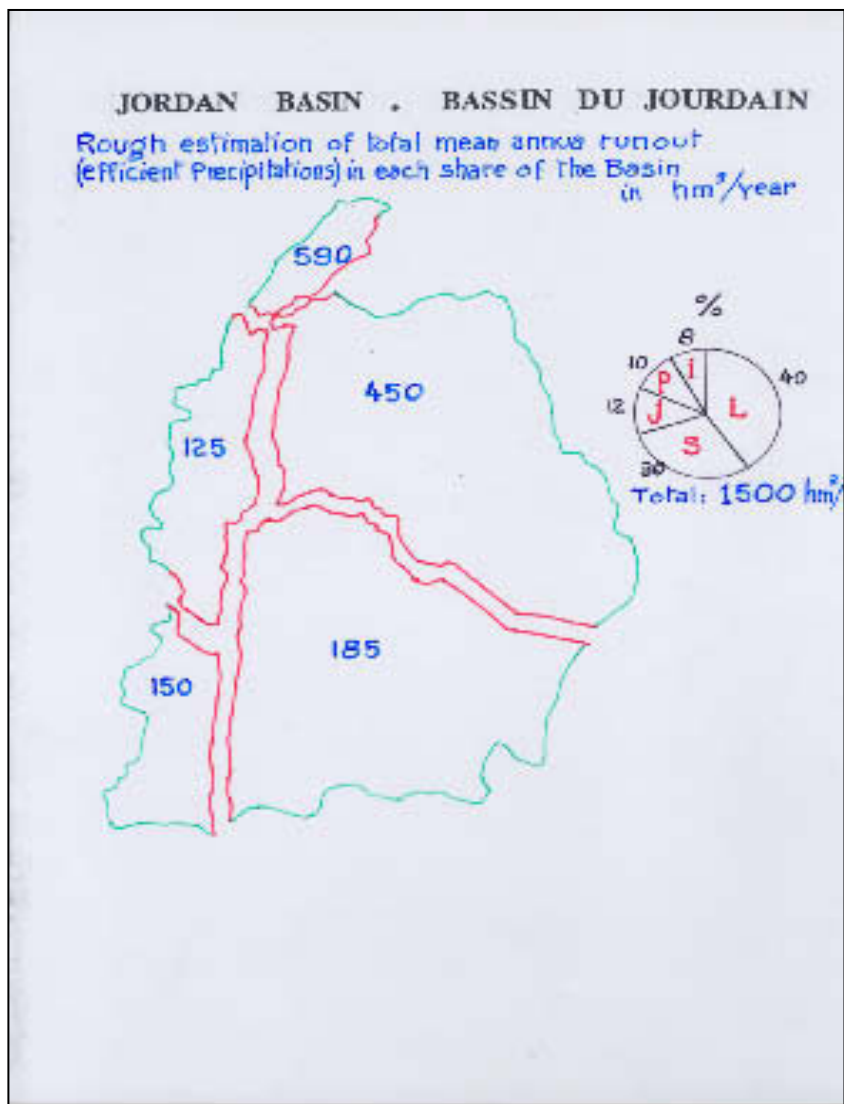 JORDAN BASIN . BASSIN DU JOURDAIN
Rough estimation of total mean annua runout
(efficient Precipitations) in each share of The Basin
in hm³/year
590
%
8
10
i
40
P
450
12
J
L
125
S
30
Total: 1500 hm³/
185
150